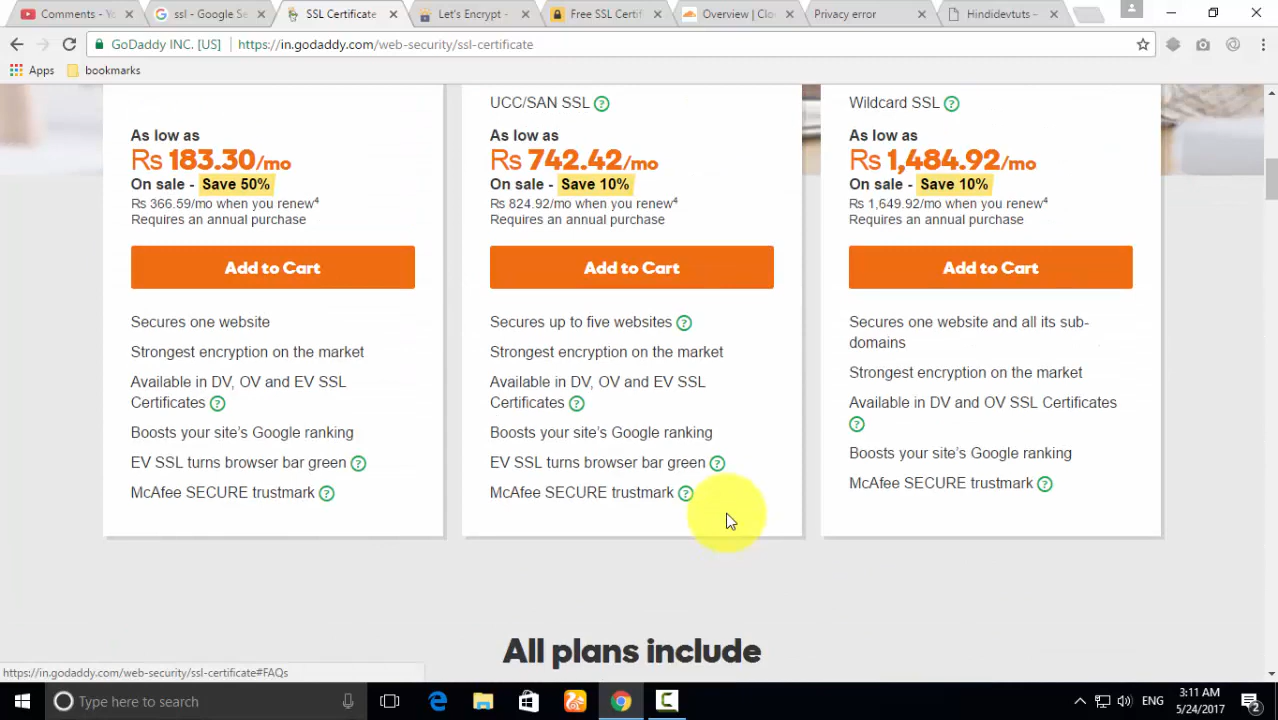 Comments - Yo
ssl - Google Se
SSL Certificate
Let's Encrypt -
Free SSL Certif
Overview | Clo
Privacy error
Hindidevtuts –
GoDaddy INC. [US]
https://in.godaddy.com/web-security/ssl-certificate
Apps
bookmarks
As low as
Rs 183.30/mo
On sale - Save 50%
Rs 366.59/mo when you renew⁴
Requires an annual purchase
Add to Cart
Secures one website
Strongest encryption on the market
Available in DV, OV and EV SSL
Certificates ?
Boosts your site's Google ranking
EV SSL turns browser bar green ?
McAfee SECURE trustmark ?
UCC/SAN SSL ?
As low as
Rs 742.42/mo
On sale - Save 10%
Rs 824.92/mo when you renew⁴
Requires an annual purchase
Add to Cart
Secures up to five websites ?
Strongest encryption on the market
Available in DV, OV and EV SSL
Certificates ?
Boosts your site's Google ranking
EV SSL turns browser bar green ?
McAfee SECURE trustmark ?
Wildcard SSL ?
As low as
Rs 1,484.92/mo
On sale - Save 10%
Rs 1,649.92/mo when you renew⁴
Requires an annual purchase
Add to Cart
Secures one website and all its sub-
domains
Strongest encryption on the market
Available in DV and OV SSL Certificates
?
Boosts your site's Google ranking
McAfee SECURE trustmark ?
All plans include
https://in.godaddy.com/web-security/ssl-certificate#FAQs
Type here to search
ENG
3:11 AM
5/24/2017
2